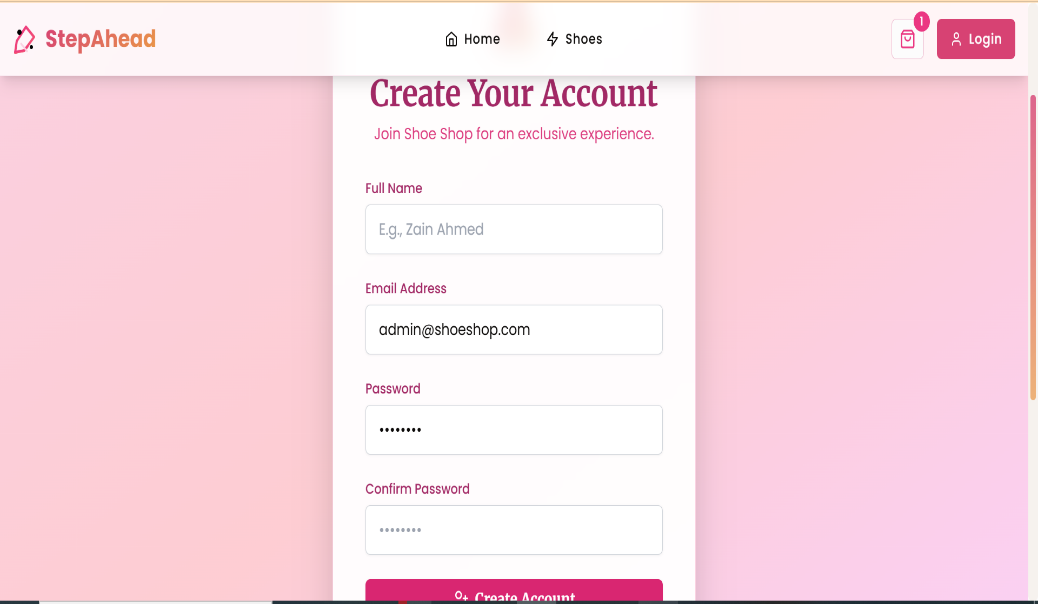 StepAhead
Home
Shoes
1
Login
Create Your Account
Join Shoe Shop for an exclusive experience.
Full Name
E.g., Zain Ahmed
Email Address
admin@shoeshop.com
Password
••••••••
Confirm Password
••••••••
Create Account